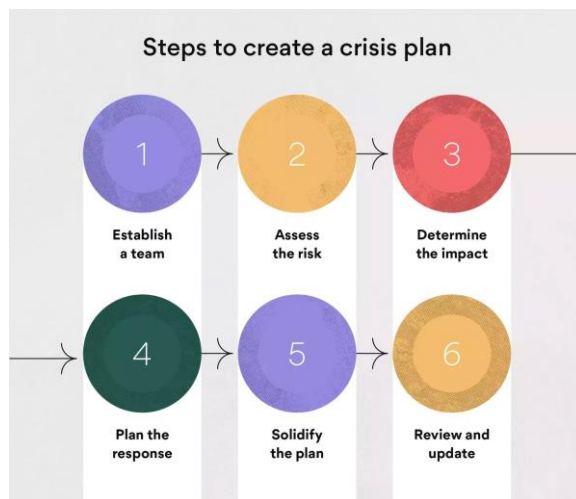 Steps to create a crisis plan
1
2
3
Establish
a team
Assess
the risk
Determine
the impact
4
5
6
Plan the
response
Solidify
the plan
Review and
update